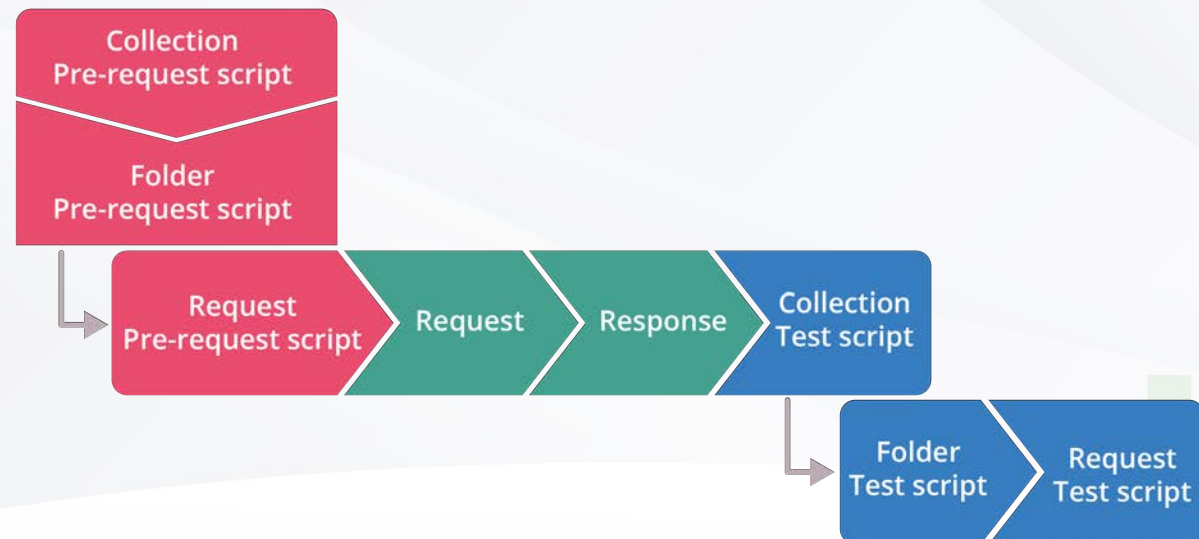 Collection
Pre-request script
Folder
Pre-request script
Request
Pre-request script
Request
Response
Collection
Test script
Folder
Test script
Request
Test script